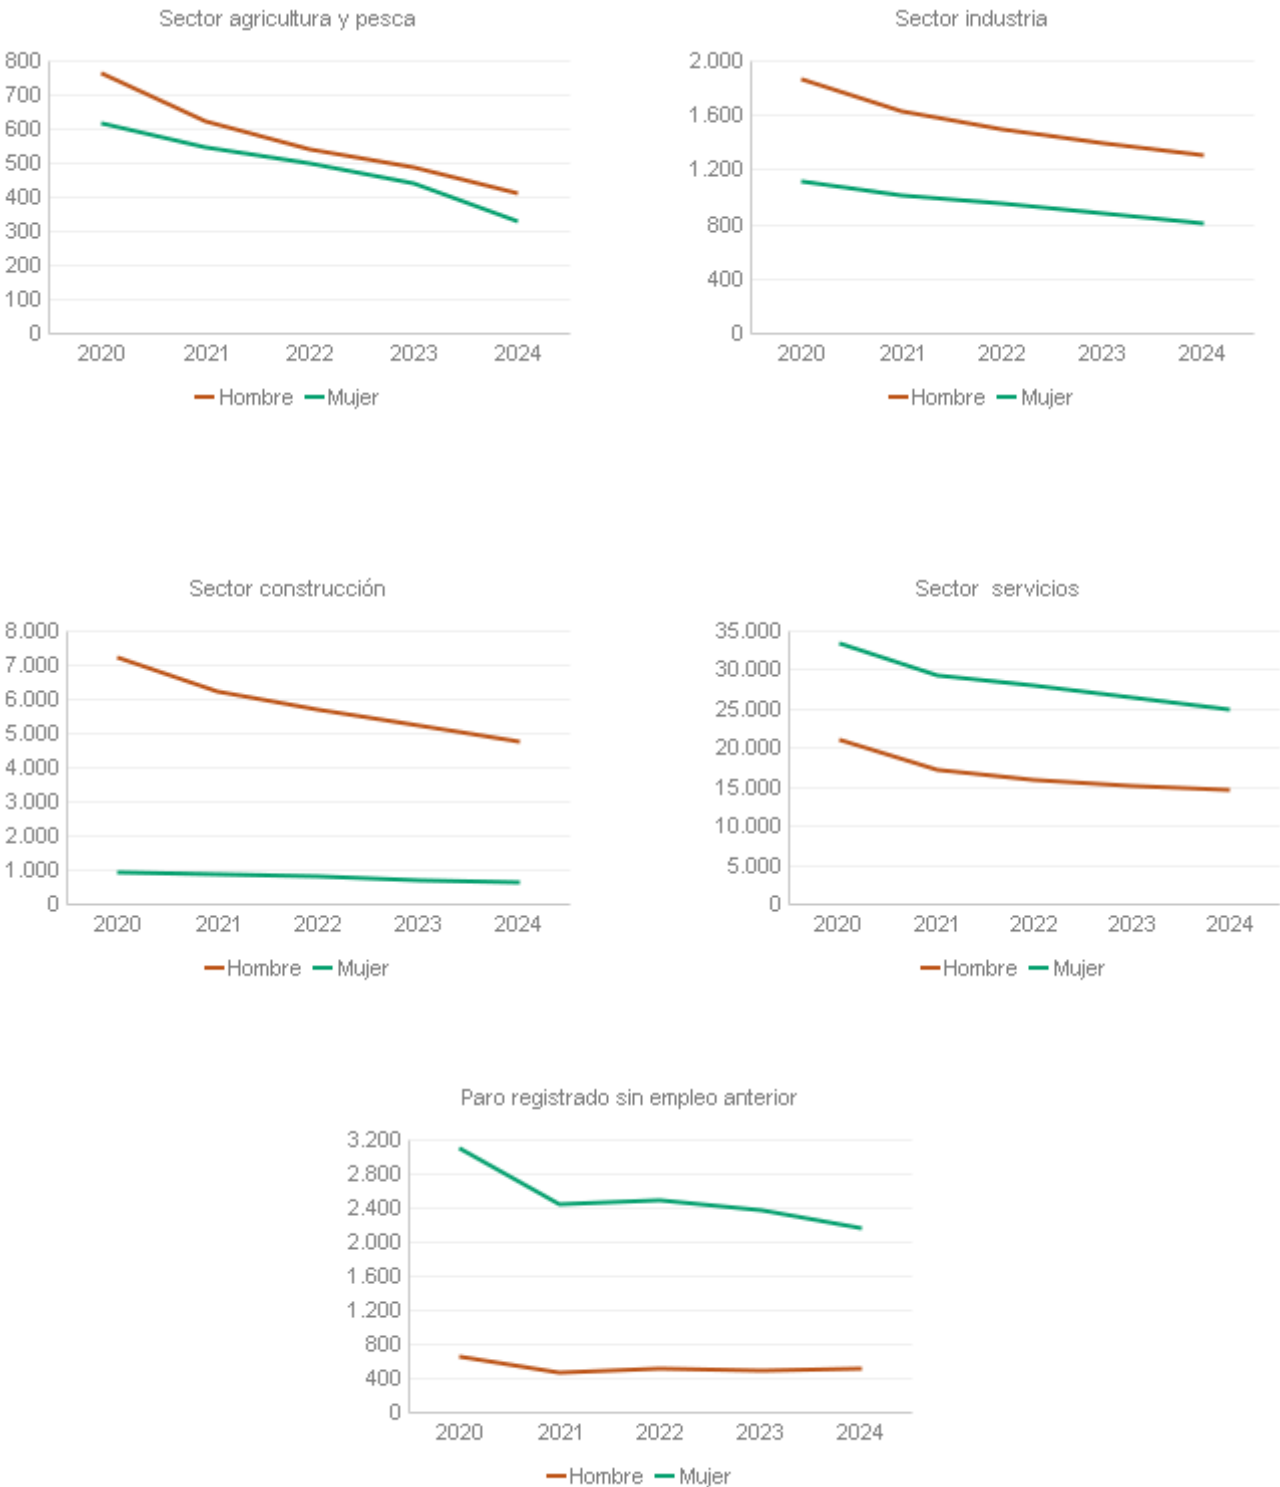 Sector agricultura y pesca
800
700
600
500
400
300
200
100
0
2020 2021 2022 2023 2024
Hombre Mujer
Sector industria
2.000
1.600
1.200
800
400
0
2020 2021 2022 2023 2024
Hombre Mujer
Sector construcción
8.000
7.000
6.000
5.000
4.000
3.000
2.000
1.000
0
2020 2021 2022 2023 2024
Hombre Mujer
Sector servicios
35.000
30.000
25.000
20.000
15.000
10.000
5.000
0
2020 2021 2022 2023 2024
Hombre Mujer
Paro registrado sin empleo anterior
3.200
2.800
2.400
2.000
1.600
1.200
800
400
0
2020 2021 2022 2023 2024
Hombre Mujer